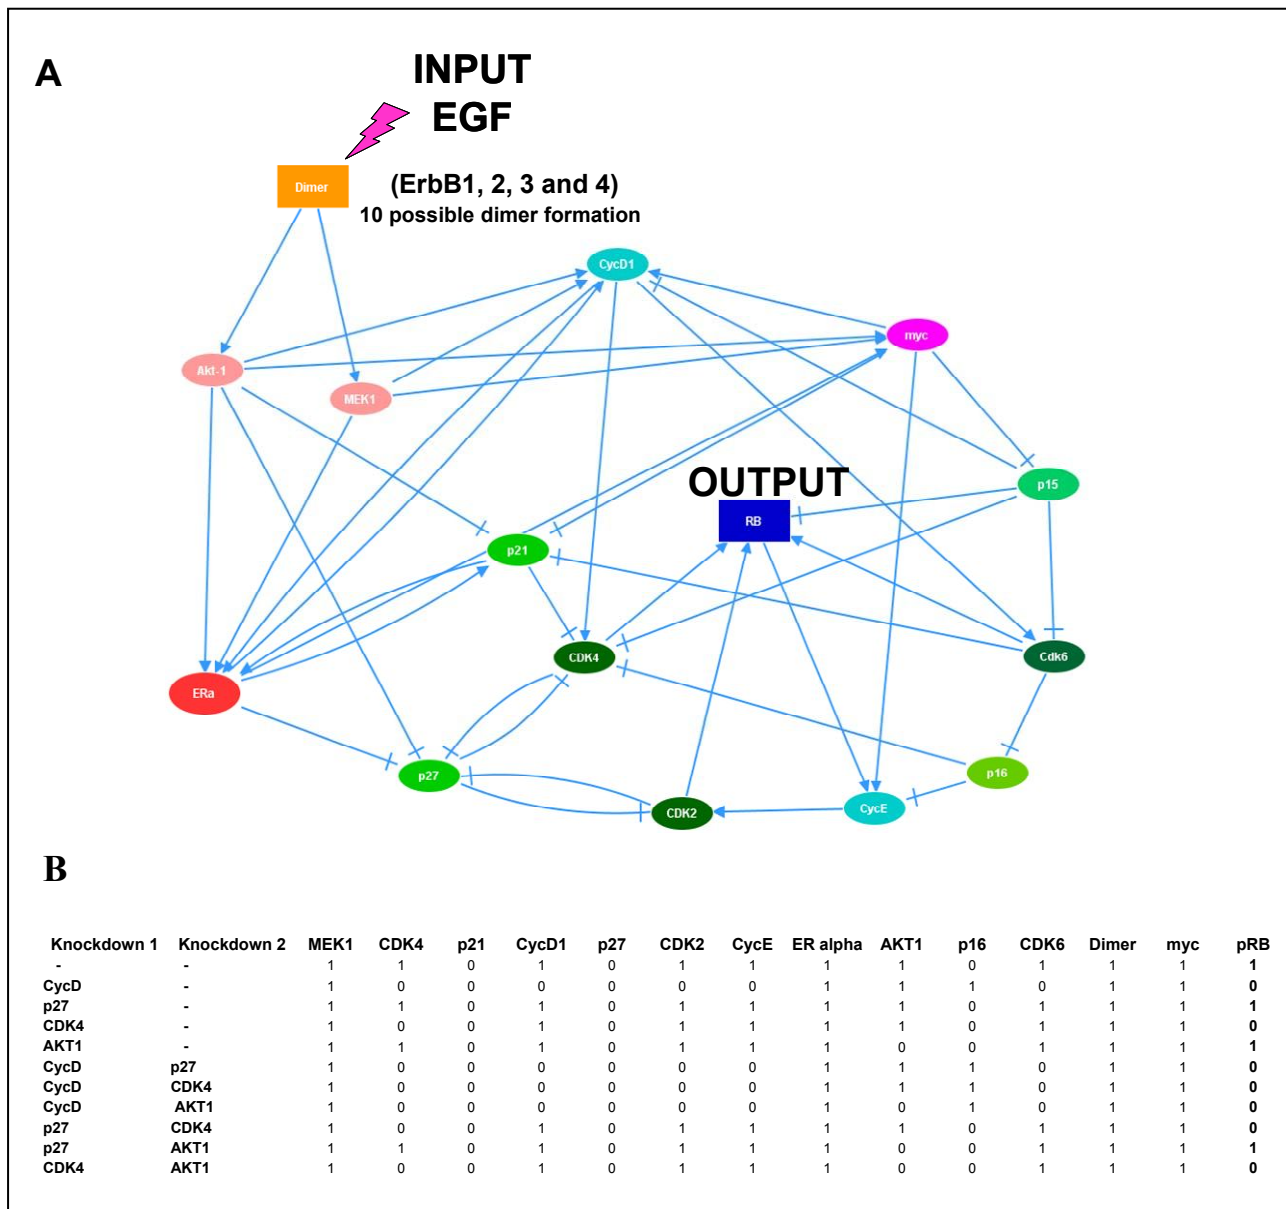 A
INPUT
EGF
Dimer
(ErbB1, 2, 3 and 4)
10 possible dimer formation
CycD1
myc
Akt-1
MEK1
OUTPUT
p15
RB
p21
CDK4
Cdk6
ERa
p27
p16
CDK2
CycE
B
Knockdown 1 Knockdown 2 MEK1 CDK4 p21 CycD1 p27 CDK2 CycE ER alpha AKT1 p16 CDK6 Dimer myc pRB
- - 1 1 0 1 0 1 1 1 1 0 1 1 1 1
CycD - 1 0 0 0 0 0 0 1 1 1 0 1 1 0
p27 - 1 1 0 1 0 1 1 1 1 0 1 1 1 1
CDK4 - 1 0 0 1 0 1 1 1 1 0 1 1 1 0
AKT1 - 1 1 0 1 0 1 1 1 0 0 1 1 1 1
CycD p27 1 0 0 0 0 0 0 1 1 1 0 1 1 0
CycD CDK4 1 0 0 0 0 0 0 1 1 1 0 1 1 0
CycD AKT1 1 0 0 0 0 0 0 1 0 1 0 1 1 0
p27 CDK4 1 0 0 1 0 1 1 1 1 0 1 1 1 0
p27 AKT1 1 1 0 1 0 1 1 1 0 0 1 1 1 1
CDK4 AKT1 1 0 0 1 0 1 1 1 0 0 1 1 1 0